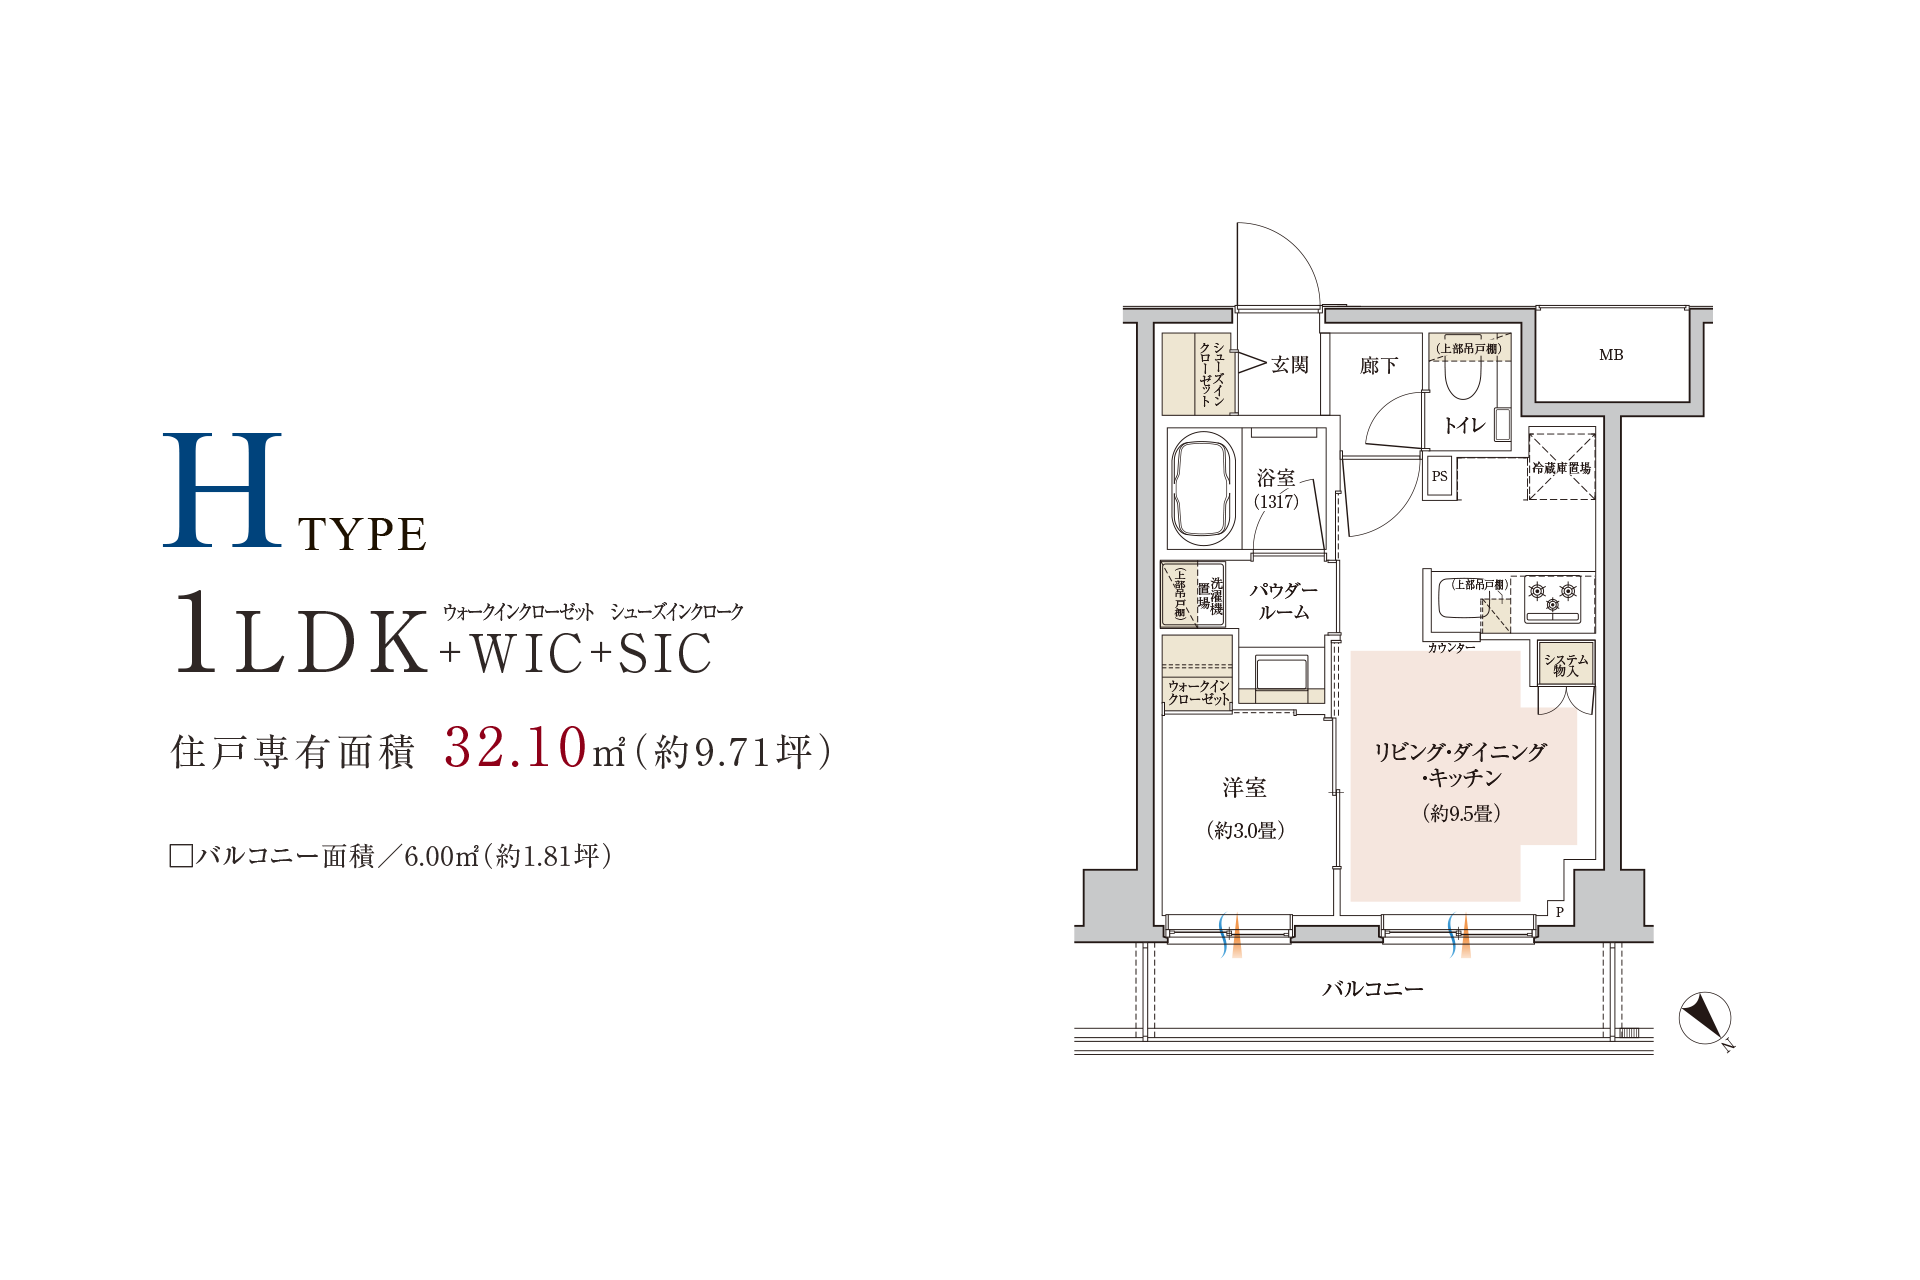 H TYPE
ウォークインクローゼット シューズインクローク
1LDK+WIC+SIC
住戸専有面積 32.10㎡(約9.71坪)
□バルコニー面積／6.00㎡(約1.81坪)
シューズイン
クローゼット
玄関
廊下
(上部吊戸棚)
トイレ
MB
浴室
(1317)
PS
冷蔵庫置場
(上部吊戸棚)
洗濯機
置場
パウダー
ルーム
(上部吊戸棚)
カウンター
システム
物入
ウォークイン
クローゼット
リビング・ダイニング
・キッチン
(約9.5畳)
洋室
(約3.0畳)
P
バルコニー
N